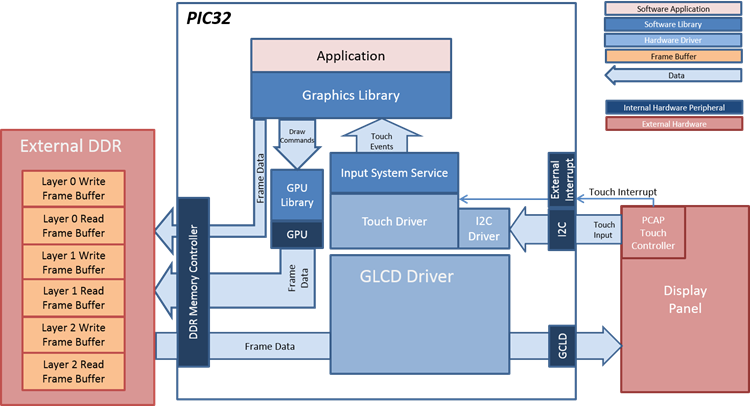 PIC32
Software Application
Software Library
Hardware Driver
Frame Buffer
Data
Internal Hardware Peripheral
External Hardware
Application
Graphics Library
Draw
Commands
Touch
Events
Frame Data
External DDR
Layer 0 Write
Frame Buffer
Layer 0 Read
Frame Buffer
Layer 1 Write
Frame Buffer
Layer 1 Read
Frame Buffer
Layer 2 Write
Frame Buffer
Layer 2 Read
Frame Buffer
DDR Memory Controller
GPU
Library
GPU
Frame
Data
Input System Service
Touch Driver
I2C
Driver
External
Interrupt
I2C
Touch Interrupt
Touch
Input
PCAP
Touch
Controller
Display
Panel
GLCD Driver
Frame Data
GCLD